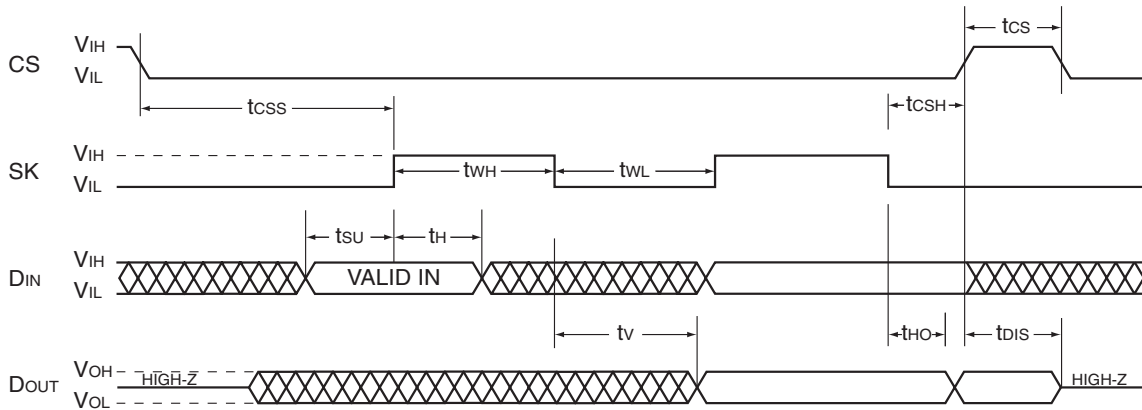 CS VIH VIL tCS
tCSS tCSH
SK VIH VIL tWH tWL
tSU tH
DIN VIH VIL VALID IN
tV tHO tDIS
DOUT VOH VOL HIGH-Z HIGH-Z